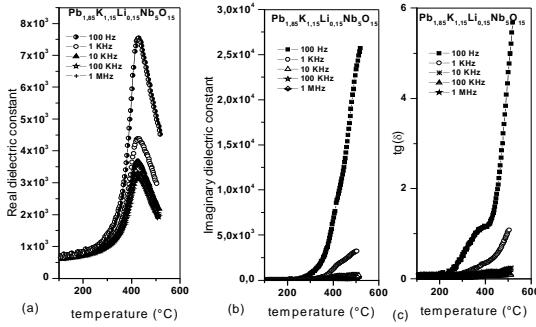 Pb₁,₈₅K₁,₁₅Li₀,₁₅Nb₅O₁₅
8x10³
7x10³
6x10³
5x10³
4x10³
3x10³
2x10³
1x10³
0
100 Hz
1 KHz
10 KHz
100 KHz
1 MHz
Real dielectric constant
200 400 600
(a) temperature (°C)
Pb₁,₈₅K₁,₁₅Li₀,₁₅Nb₅O₁₅
3,0x10⁴
2,5x10⁴
2,0x10⁴
1,5x10⁴
1,0x10⁴
5,0x10³
0,0
100 Hz
1 KHz
10 KHz
100 KHz
1 MHz
Imaginary dielectric constant
200 400 600
(b) temperature (°C)
Pb₁,₈₅K₁,₁₅Li₀,₁₅Nb₅O₁₅
6
4
2
0
100 Hz
1 KHz
10 KHz
100 KHz
1 MHz
tg(δ)
200 400 600
(c) temperature (°C)